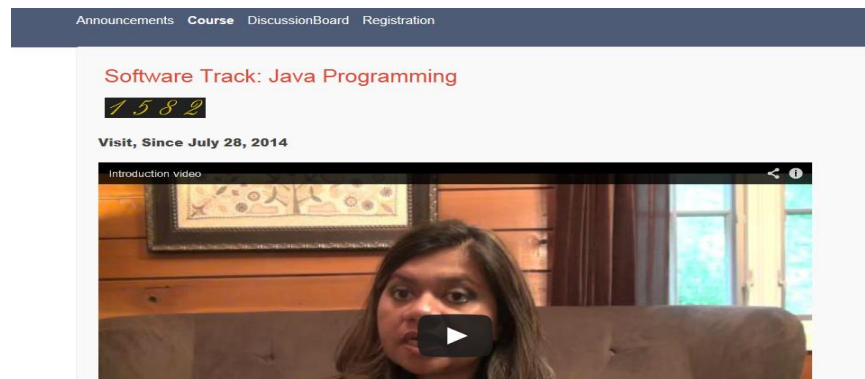 Announcements Course DiscussionBoard Registration
Software Track: Java Programming
1582
Visit, Since July 28, 2014
Introduction video